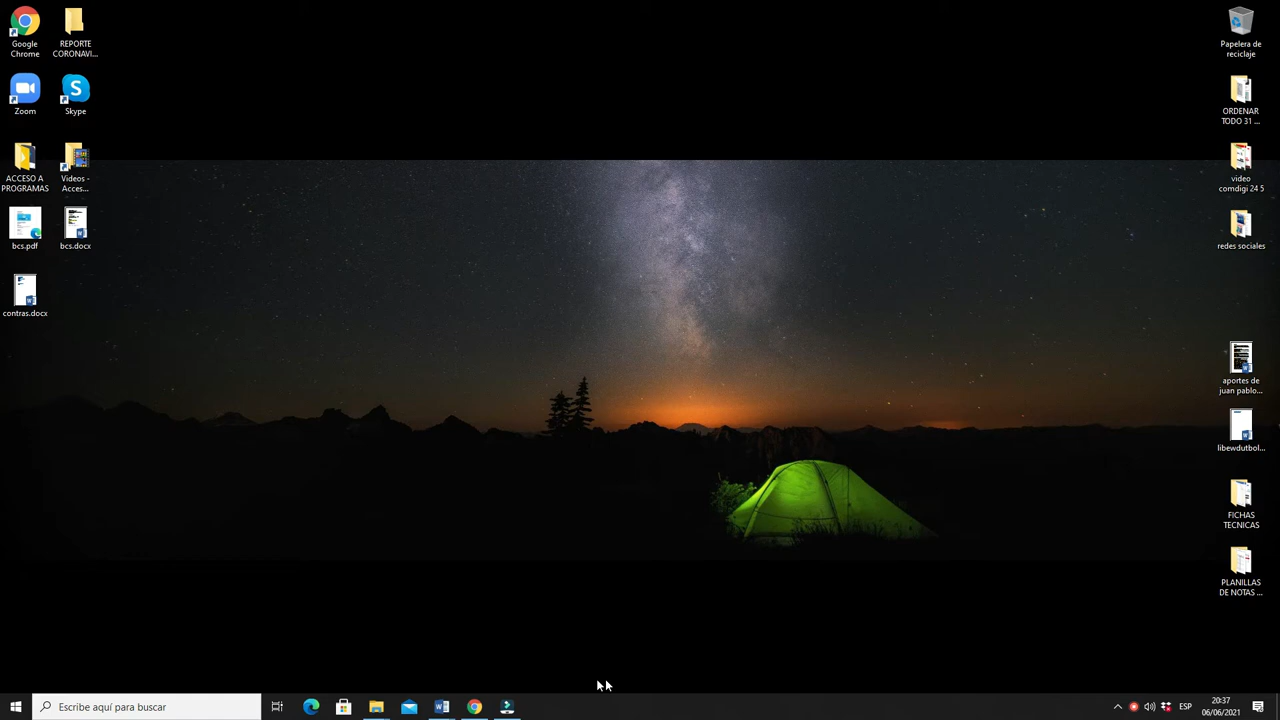 Google
Chrome
REPORTE
CORONAVI...
Zoom
Skype
ACCESO A
PROGRAMAS
Videos -
Acces...
bcs.pdf
bcs.docx
contras.docx
Papelera de
reciclaje
ORDENAR
TODO 31 ...
video
comdigi 24 5
redes sociales
aportes de
juan pablo...
libewdutbol...
FICHAS
TECNICAS
PLANILLAS
DE NOTAS ...
Escribe aquí para buscar
ESP
20:37
06/06/2021